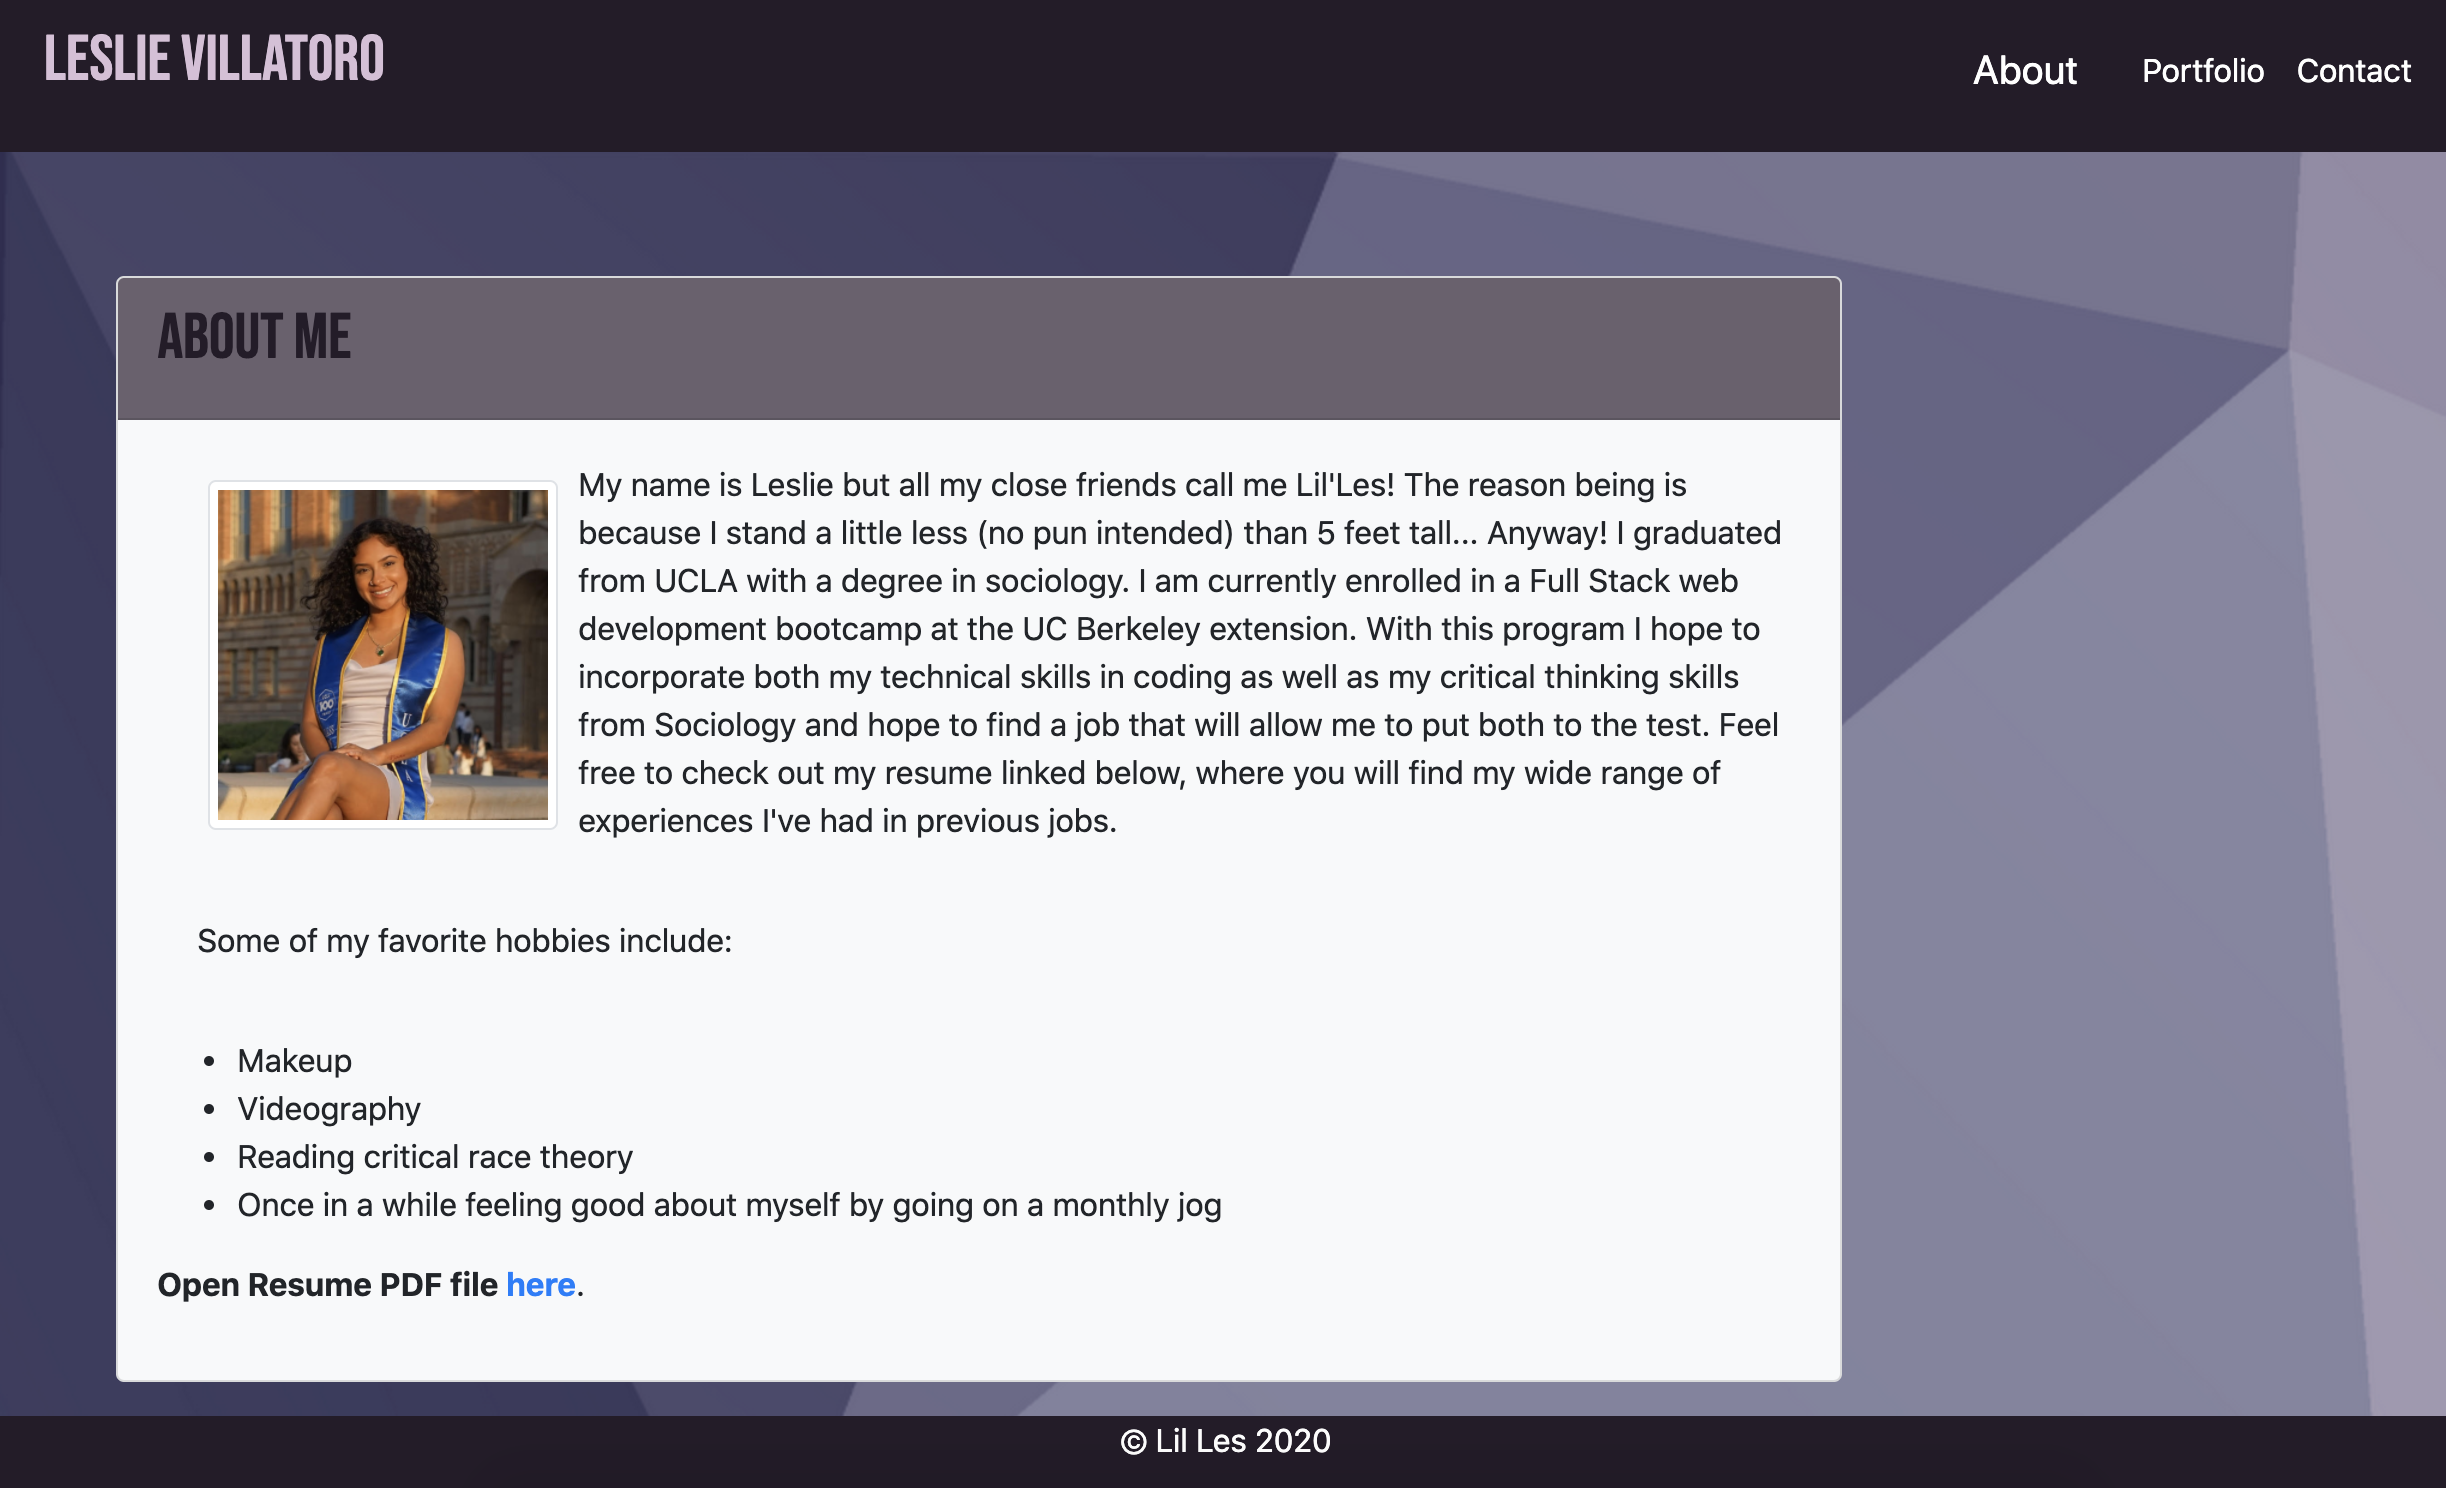 LESLIE VILLATORO
About Portfolio Contact
ABOUT ME
My name is Leslie but all my close friends call me Lil'Les! The reason being is
because I stand a little less (no pun intended) than 5 feet tall... Anyway! I graduated
from UCLA with a degree in sociology. I am currently enrolled in a Full Stack web
development bootcamp at the UC Berkeley extension. With this program I hope to
incorporate both my technical skills in coding as well as my critical thinking skills
from Sociology and hope to find a job that will allow me to put both to the test. Feel
free to check out my resume linked below, where you will find my wide range of
experiences I've had in previous jobs.
100
U
L
A
Some of my favorite hobbies include:
• Makeup
• Videography
• Reading critical race theory
• Once in a while feeling good about myself by going on a monthly jog
Open Resume PDF file here.
© Lil Les 2020